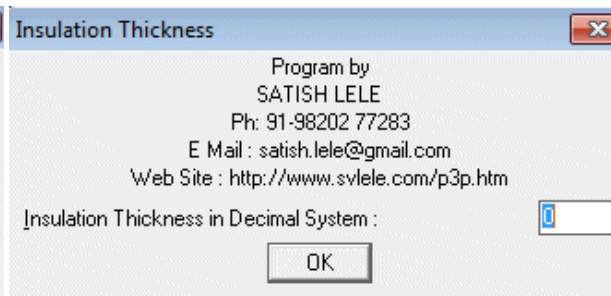 Insulation Thickness
Program by
SATISH LELE
Ph: 91-98202 77283
E Mail : satish.lele@gmail.com
Web Site : http://www.svlele.com/p3p.htm
Insulation Thickness in Decimal System : 0
OK